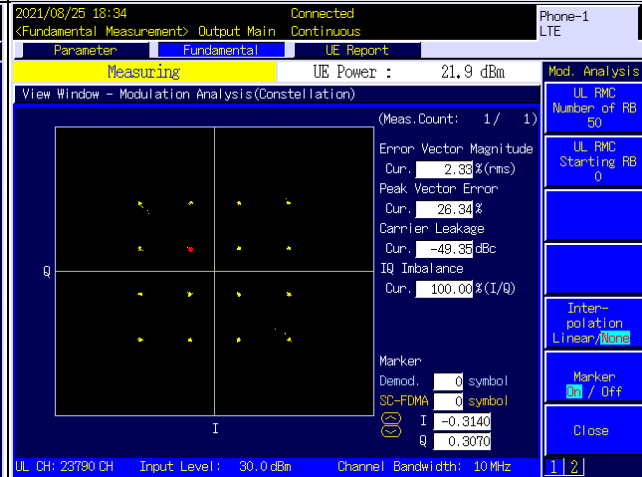 2021/08/25 18:34 Connected Phone-1
<Fundamental Measurement> Output Main Continuous LTE
Parameter Fundamental UE Report
Measuring UE Power : 21.9 dBm Mod. Analysis
View Window - Modulation Analysis(Constellation)
UL RMC
Number of RB
50
(Meas.Count: 1/ 1)
Error Vector Magnitude
Cur. 2.33 %(rms)
Peak Vector Error
Cur. 26.34 %
Carrier Leakage
Cur. -49.35 dBc
IQ Imbalance
Cur. 100.00 %(I/Q)
UL RMC
Starting RB
0
Q
I
Inter-
polation
Linear/None
Marker
Demod. 0 symbol
SC-FDMA 0 symbol
I -0.3140
Q 0.3070
Marker
On / Off
Close
UL CH: 23790 CH Input Level: 30.0 dBm Channel Bandwidth: 10 MHz
1 2